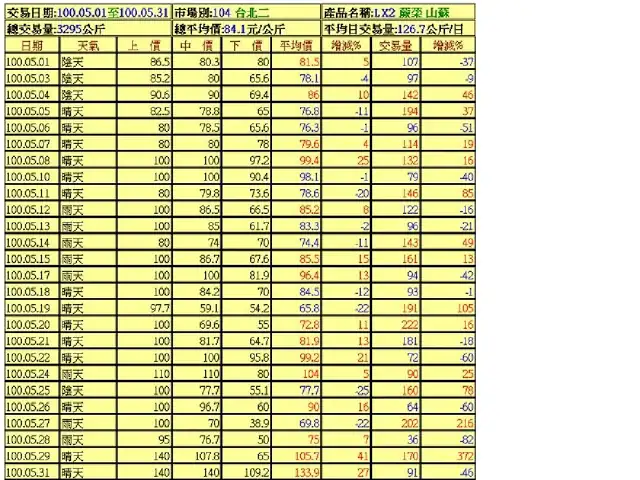 交易日期:100.05.01至100.05.31 市場別:104 台北二 產品名稱:LX2 蕨菜 山蘇
總交易量:3295公斤 總平均價:84.1元/公斤 平均日交易量:126.7公斤/日
日期 天氣 上 價 中 價 下 價 平均價 增減% 交易量 增減%
100.05.01 陰天 86.5 80.3 80 81.5 5 107 -37
100.05.03 陰天 85.2 80 65.6 78.1 -4 97 -9
100.05.04 陰天 90.6 90 69.4 86 10 142 46
100.05.05 晴天 82.5 78.8 65 76.8 -11 194 37
100.05.06 晴天 80 78.5 65.6 76.3 -1 96 -51
100.05.07 晴天 80 80 78 79.6 4 114 19
100.05.08 晴天 100 100 97.2 99.4 25 132 16
100.05.10 晴天 100 100 90.4 98.1 -1 79 -40
100.05.11 晴天 80 79.8 73.6 78.6 -20 146 85
100.05.12 雨天 100 86.5 66.5 85.2 8 122 -16
100.05.13 雨天 100 85 61.7 83.3 -2 96 -21
100.05.14 雨天 80 74 70 74.4 -11 143 49
100.05.15 雨天 100 86.7 67.6 85.5 15 161 13
100.05.17 雨天 100 100 81.9 96.4 13 94 -42
100.05.18 晴天 100 84.2 70 84.5 -12 93 -1
100.05.19 晴天 97.7 59.1 54.2 65.8 -22 191 105
100.05.20 晴天 100 69.6 55 72.8 11 222 16
100.05.21 晴天 100 81.7 64.7 81.9 13 181 -18
100.05.22 晴天 100 100 95.8 99.2 21 72 -60
100.05.24 雨天 110 110 80 104 5 90 25
100.05.25 陰天 100 77.7 55.1 77.7 -25 160 78
100.05.26 晴天 100 96.7 60 90 16 64 -60
100.05.27 雨天 100 70 38.9 69.8 -22 202 216
100.05.28 雨天 95 76.7 50 75 7 36 -82
100.05.29 晴天 140 107.8 65 105.7 41 170 372
100.05.31 晴天 140 140 109.2 133.9 27 91 -46